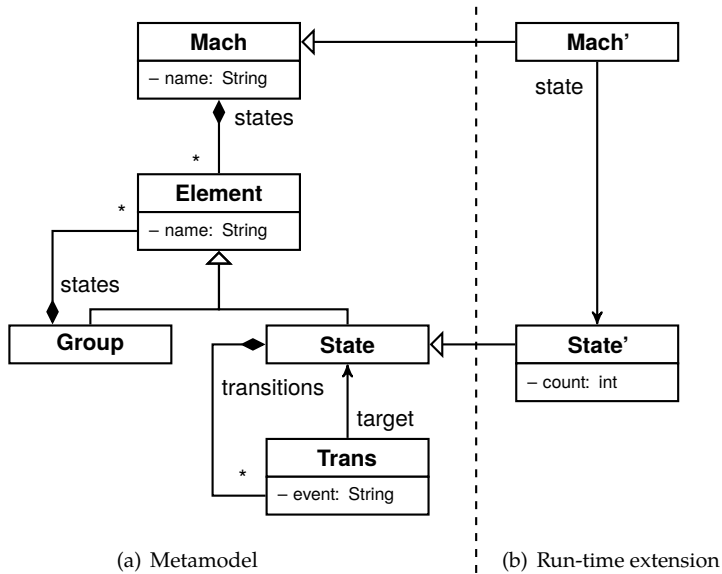 Mach
– name: String
Mach'
state
states
*
Element
– name: String
*
states
Group
State
State'
– count: int
transitions
target
Trans
– event: String
*
(a) Metamodel
(b) Run-time extension